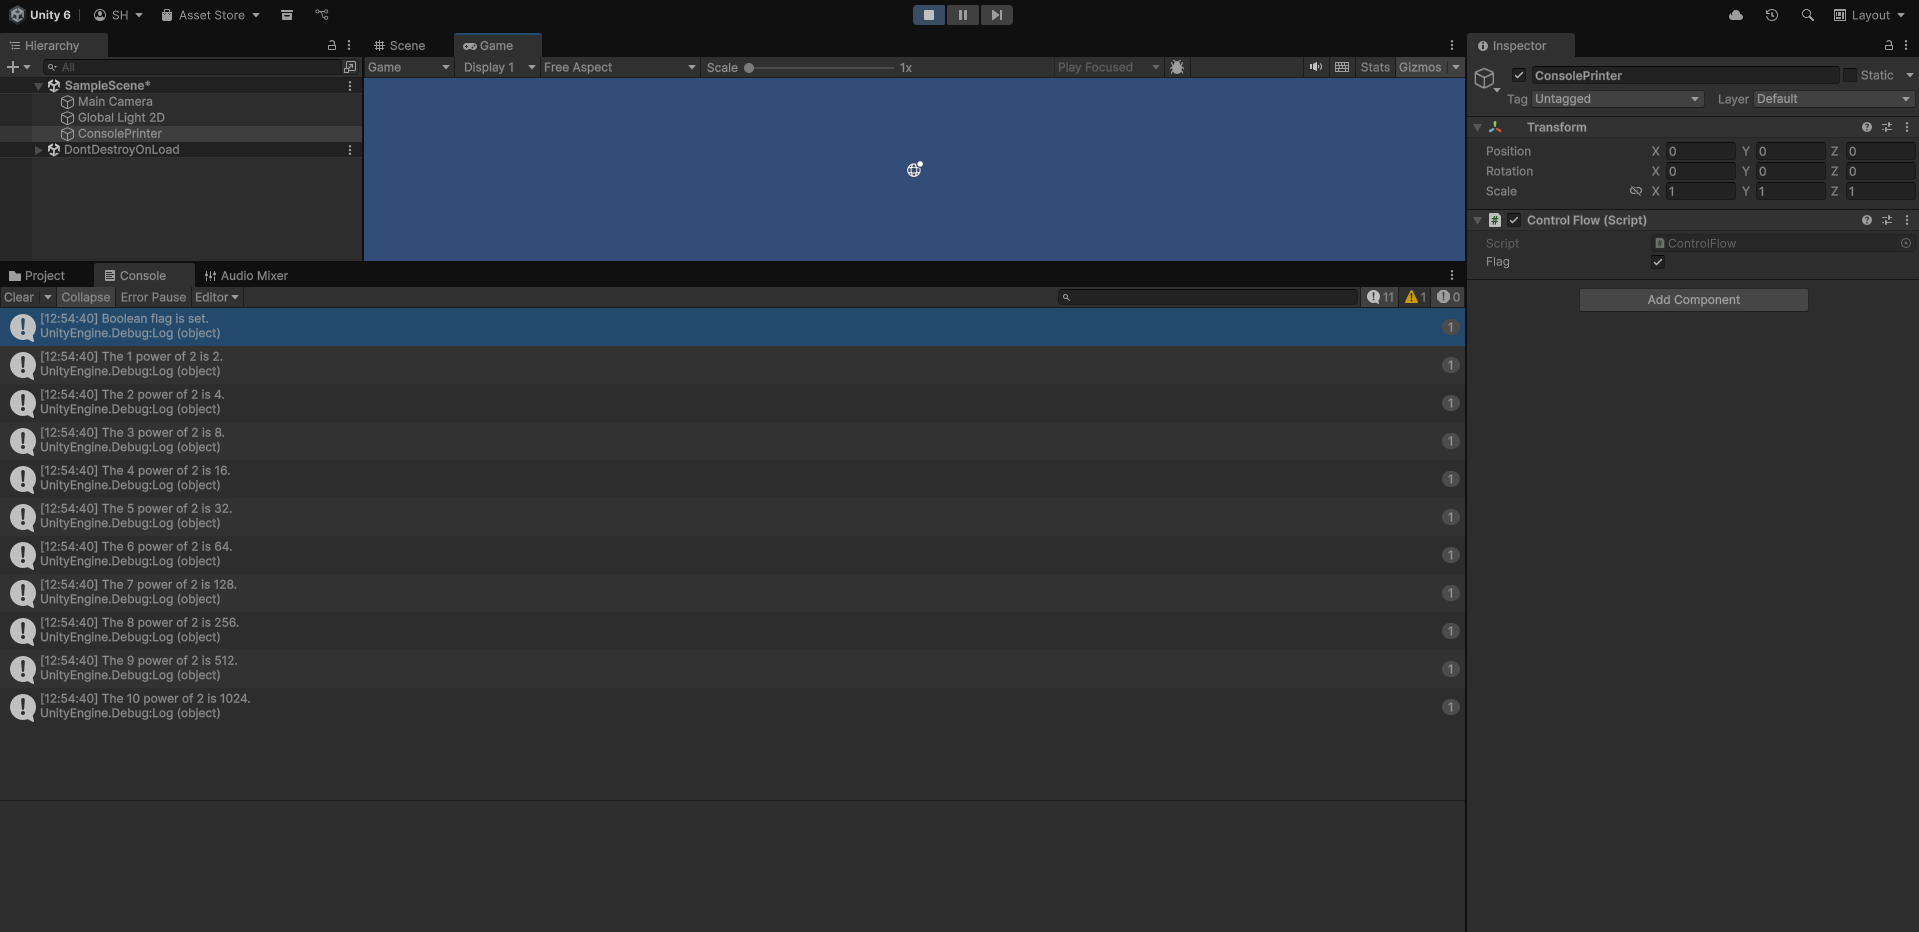 Unity 6 SH Asset Store Layout
Hierarchy
All
SampleScene*
Main Camera
Global Light 2D
ConsolePrinter
DontDestroyOnLoad
Scene Game
Game Display 1 Free Aspect Scale 1x Play Focused Stats Gizmos
Project Console Audio Mixer
Clear Collapse Error Pause Editor 11 1 0
[12:54:40] Boolean flag is set.
UnityEngine.Debug:Log (object) 1
[12:54:40] The 1 power of 2 is 2.
UnityEngine.Debug:Log (object) 1
[12:54:40] The 2 power of 2 is 4.
UnityEngine.Debug:Log (object) 1
[12:54:40] The 3 power of 2 is 8.
UnityEngine.Debug:Log (object) 1
[12:54:40] The 4 power of 2 is 16.
UnityEngine.Debug:Log (object) 1
[12:54:40] The 5 power of 2 is 32.
UnityEngine.Debug:Log (object) 1
[12:54:40] The 6 power of 2 is 64.
UnityEngine.Debug:Log (object) 1
[12:54:40] The 7 power of 2 is 128.
UnityEngine.Debug:Log (object) 1
[12:54:40] The 8 power of 2 is 256.
UnityEngine.Debug:Log (object) 1
[12:54:40] The 9 power of 2 is 512.
UnityEngine.Debug:Log (object) 1
[12:54:40] The 10 power of 2 is 1024.
UnityEngine.Debug:Log (object) 1
Inspector
ConsolePrinter Static
Tag Untagged Layer Default
Transform
Position X 0 Y 0 Z 0
Rotation X 0 Y 0 Z 0
Scale X 1 Y 1 Z 1
# Control Flow (Script)
Script ControlFlow
Flag
Add Component